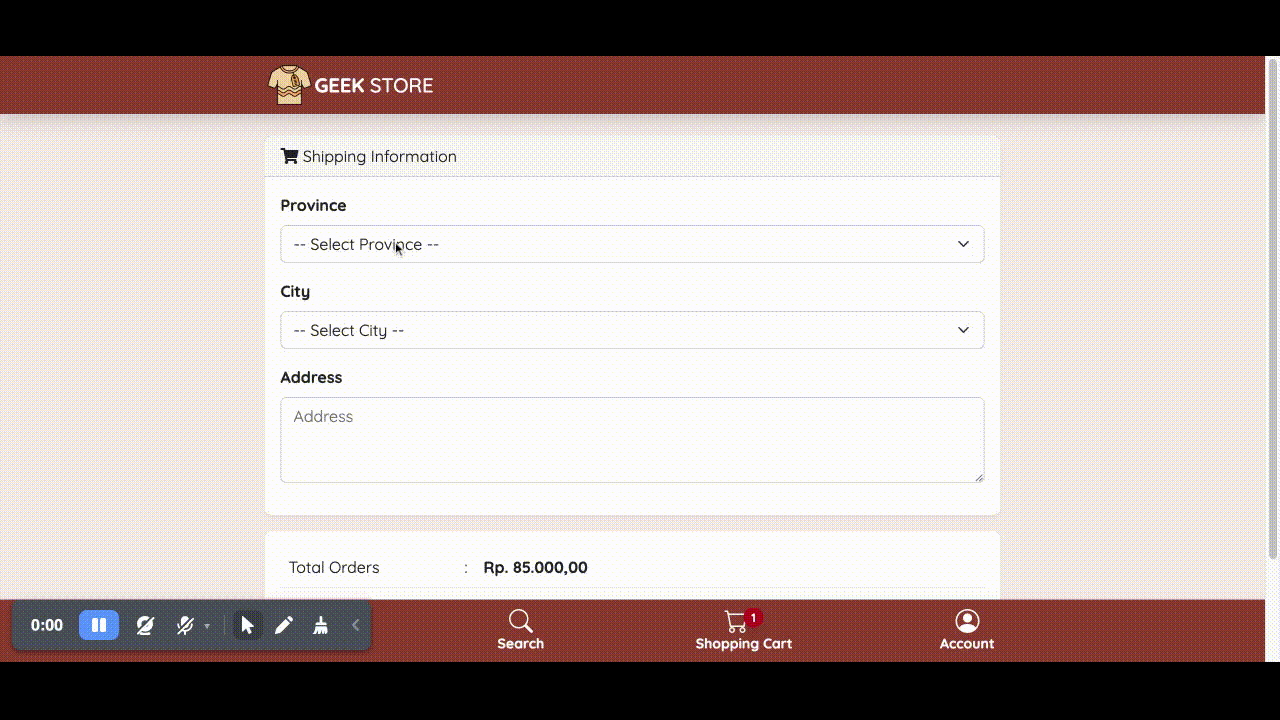 GEEK STORE
Shipping Information
Province
-- Select Province --
City
-- Select City --
Address
Address
Total Orders : Rp. 85.000,00
0:00
Search
1
Shopping Cart
Account